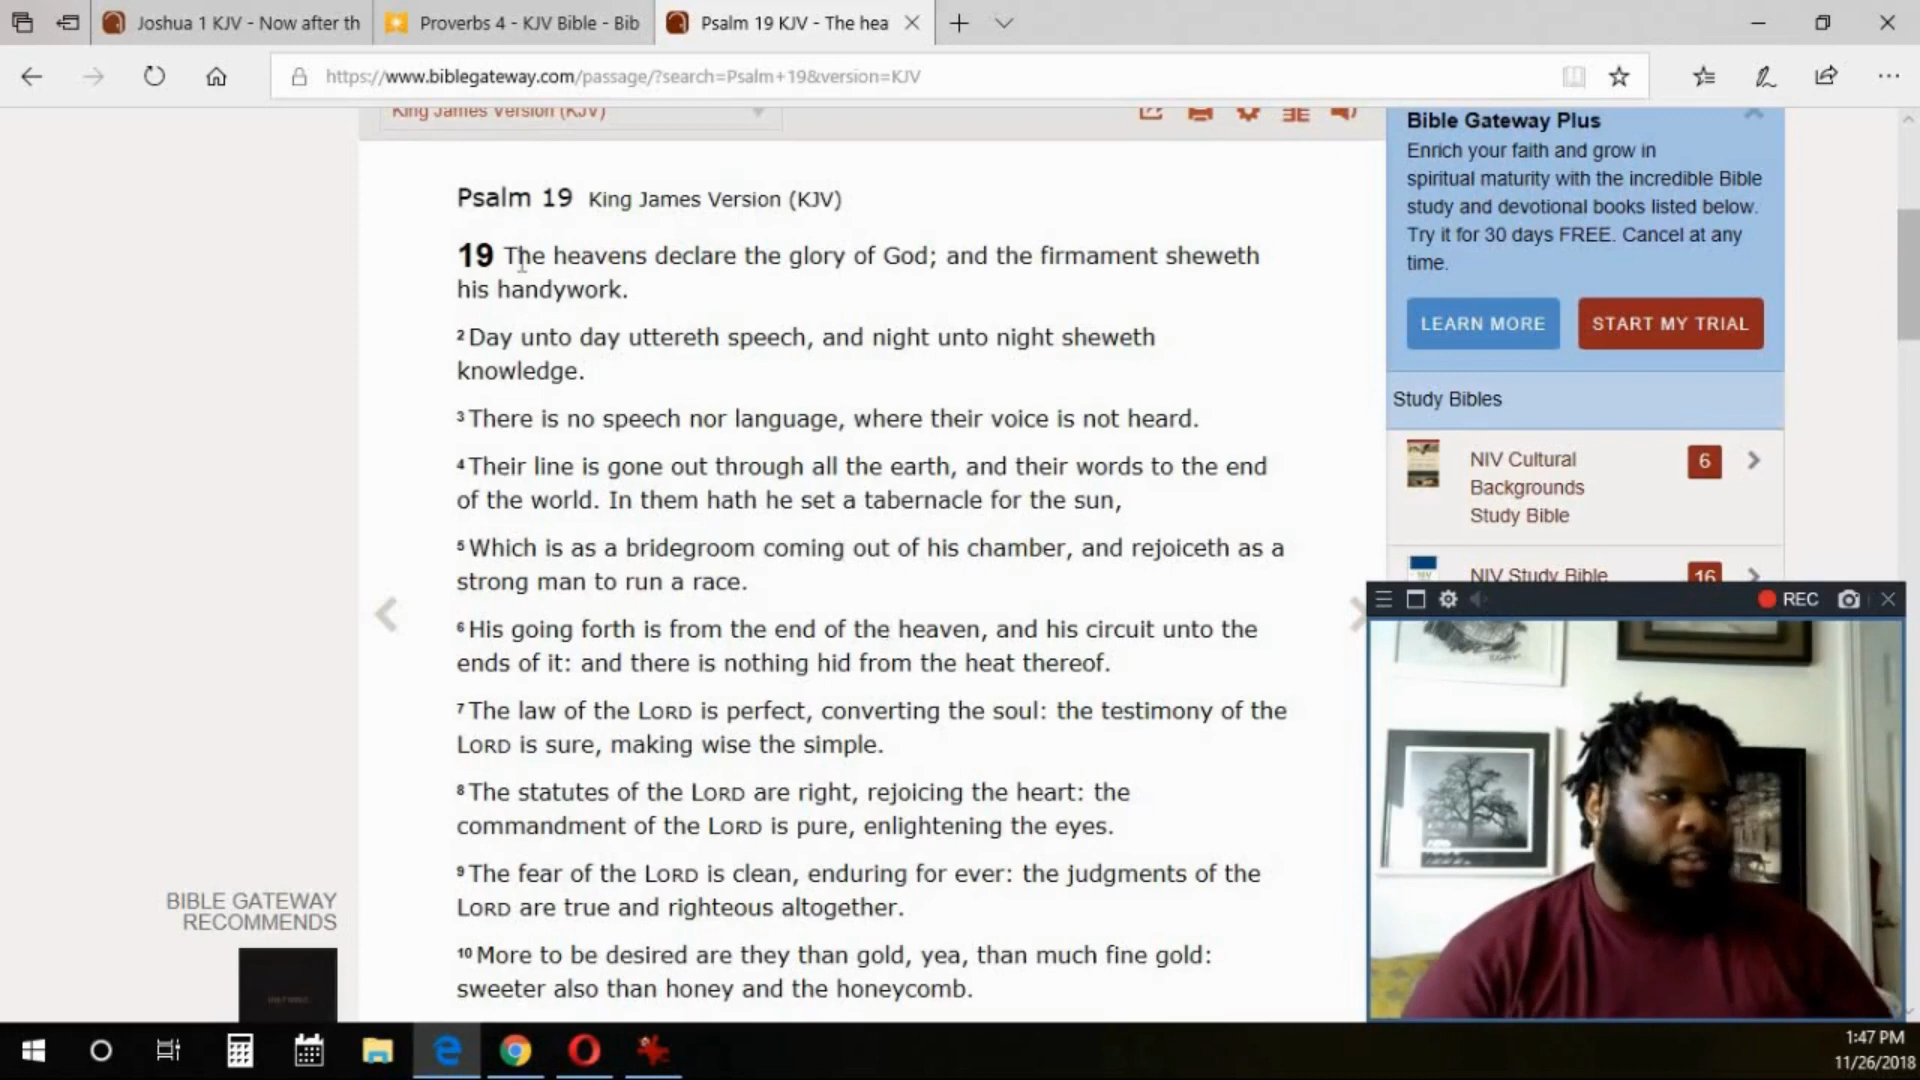 Joshua 1 KJV - Now after th
Proverbs 4 - KJV Bible - Bib
Psalm 19 KJV - The hea
https://www.biblegateway.com/passage/?search=Psalm+19&version=KJV
King James Version (KJV)
Psalm 19 King James Version (KJV)
19 The heavens declare the glory of God; and the firmament sheweth
his handywork.
2 Day unto day uttereth speech, and night unto night sheweth
knowledge.
3 There is no speech nor language, where their voice is not heard.
4 Their line is gone out through all the earth, and their words to the end
of the world. In them hath he set a tabernacle for the sun,
5 Which is as a bridegroom coming out of his chamber, and rejoiceth as a
strong man to run a race.
6 His going forth is from the end of the heaven, and his circuit unto the
ends of it: and there is nothing hid from the heat thereof.
7 The law of the LORD is perfect, converting the soul: the testimony of the
LORD is sure, making wise the simple.
8 The statutes of the LORD are right, rejoicing the heart: the
commandment of the LORD is pure, enlightening the eyes.
9 The fear of the LORD is clean, enduring for ever: the judgments of the
LORD are true and righteous altogether.
10 More to be desired are they than gold, yea, than much fine gold:
sweeter also than honey and the honeycomb.
BIBLE GATEWAY
RECOMMENDS
Bible Gateway Plus
Enrich your faith and grow in
spiritual maturity with the incredible Bible
study and devotional books listed below.
Try it for 30 days FREE. Cancel at any
time.
LEARN MORE
START MY TRIAL
Study Bibles
NIV Cultural
Backgrounds
Study Bible
6
NIV Study Bible
16
REC
1:47 PM
11/26/2018